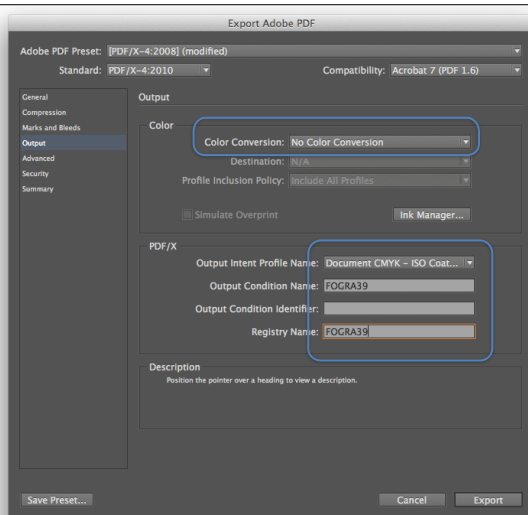 Export Adobe PDF
Adobe PDF Preset: [PDF/X-4:2008] (modified)
Standard: PDF/X-4:2010 Compatibility: Acrobat 7 (PDF 1.6)
General
Compression
Marks and Bleeds
Output
Advanced
Security
Summary
Output
Color
Color Conversion: No Color Conversion
Destination: N/A
Profile Inclusion Policy: Include All Profiles
Simulate Overprint Ink Manager...
PDF/X
Output Intent Profile Name: Document CMYK - ISO Coat...
Output Condition Name: FOGRA39
Output Condition Identifier:
Registry Name: FOGRA39
Description
Position the pointer over a heading to view a description.
Save Preset... Cancel Export